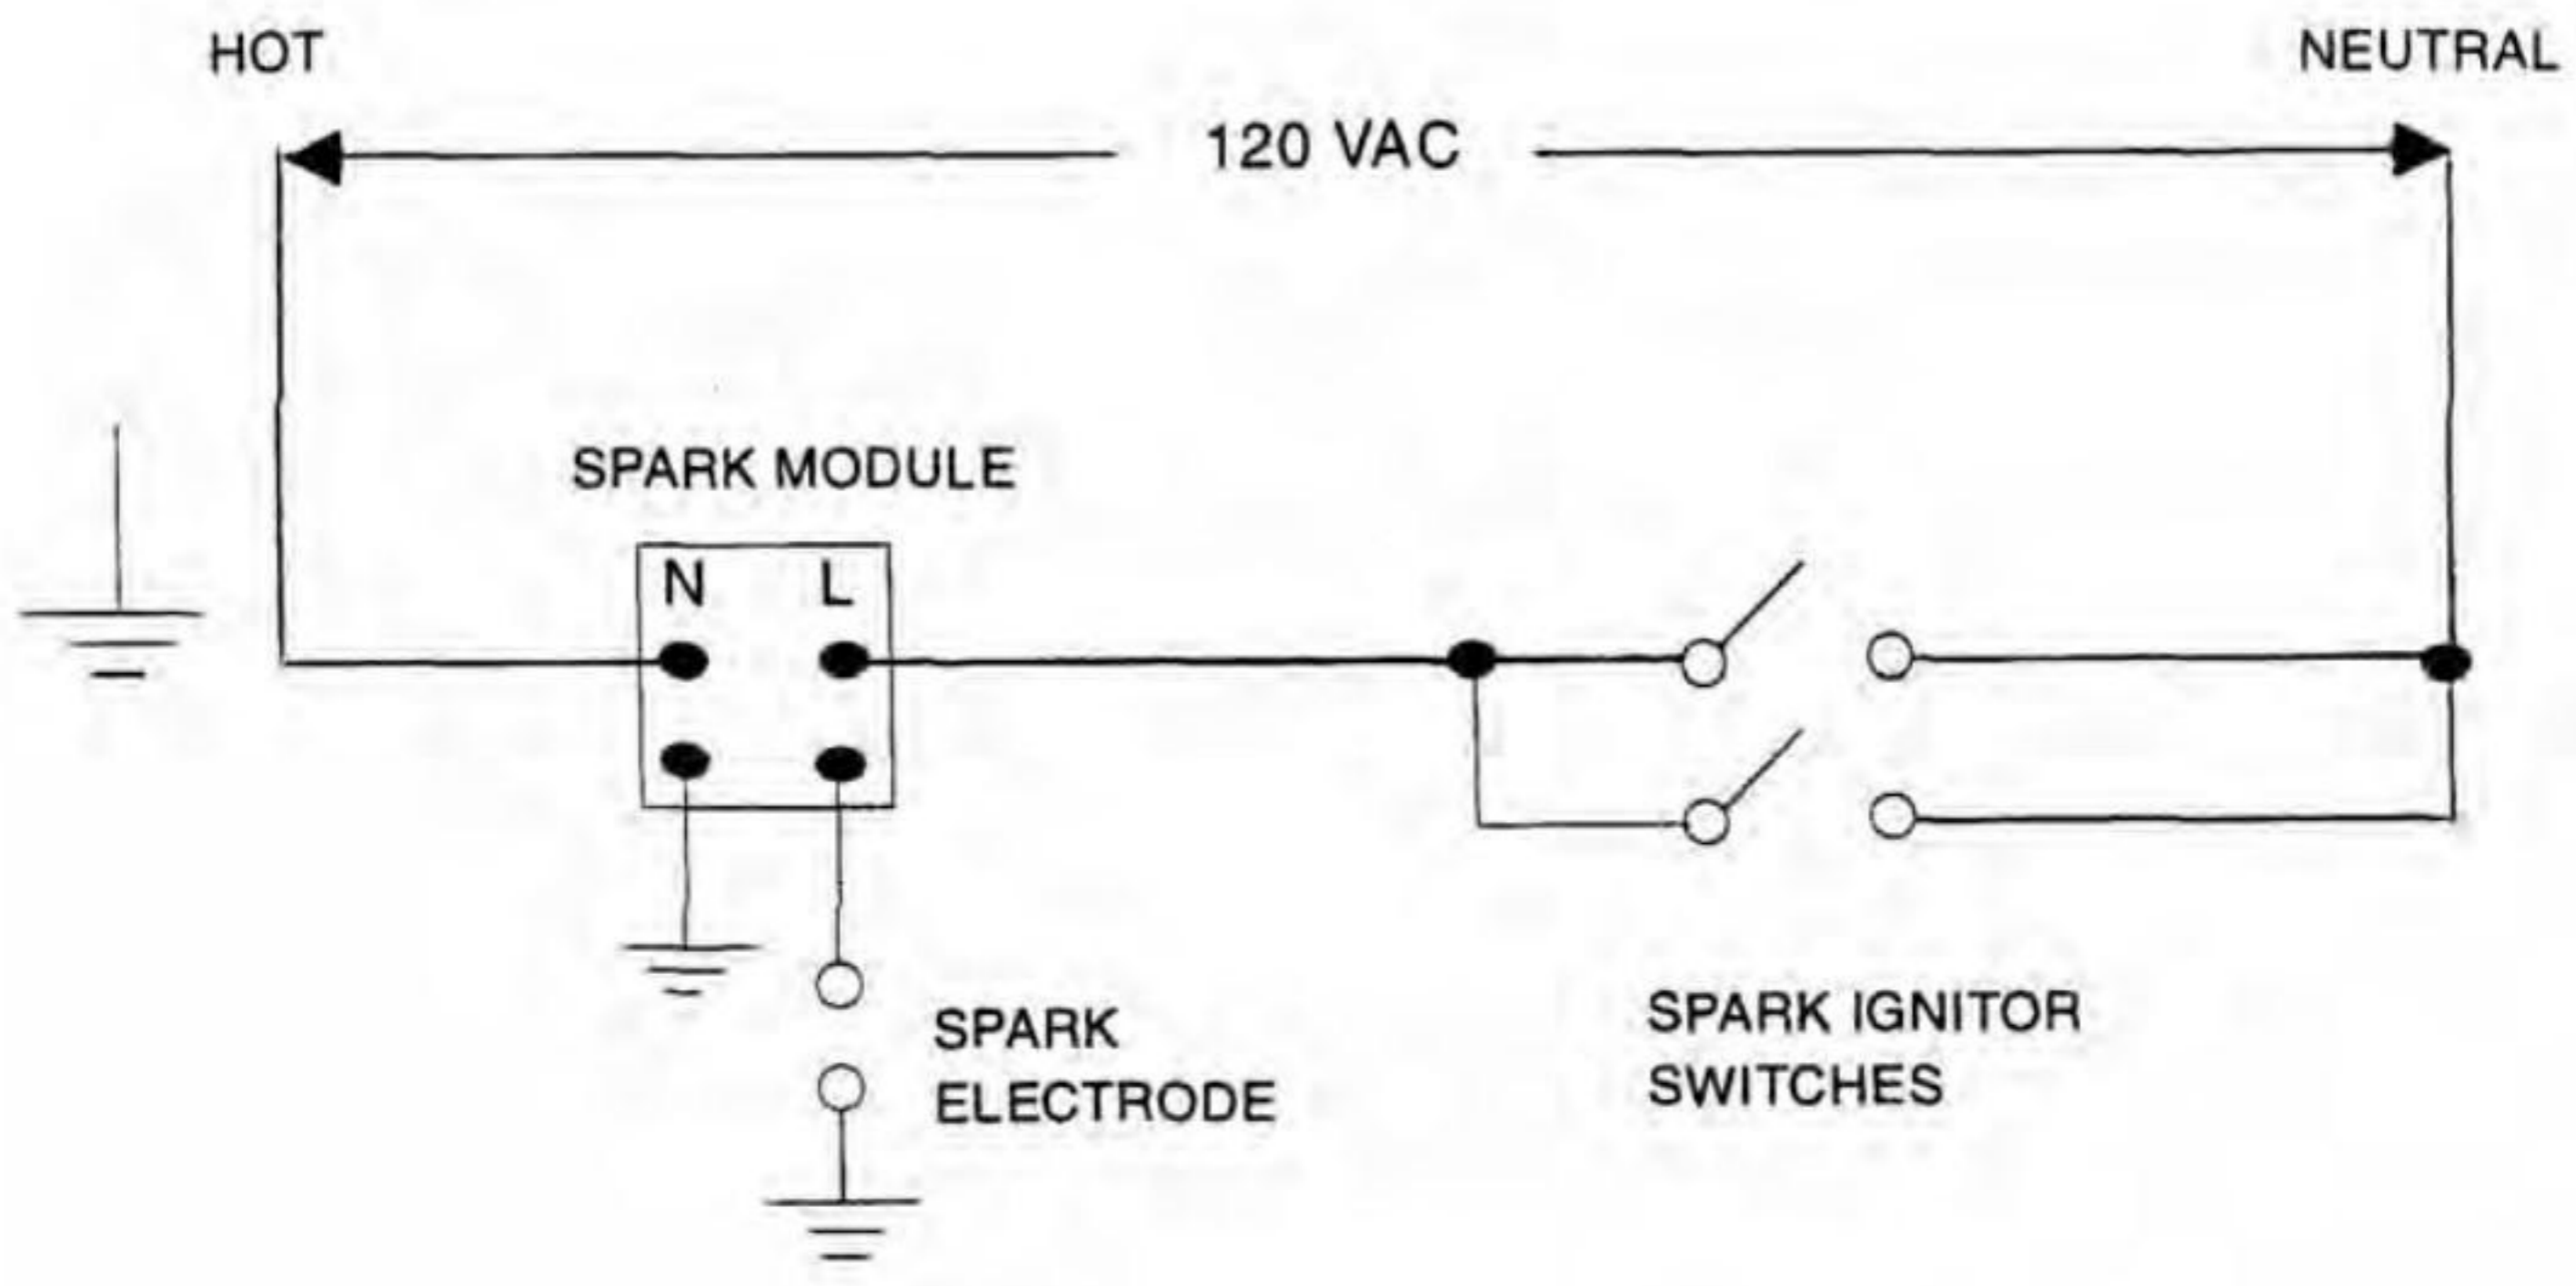 HOT
NEUTRAL
120 VAC
SPARK MODULE
N L
SPARK
ELECTRODE
SPARK IGNITOR
SWITCHES